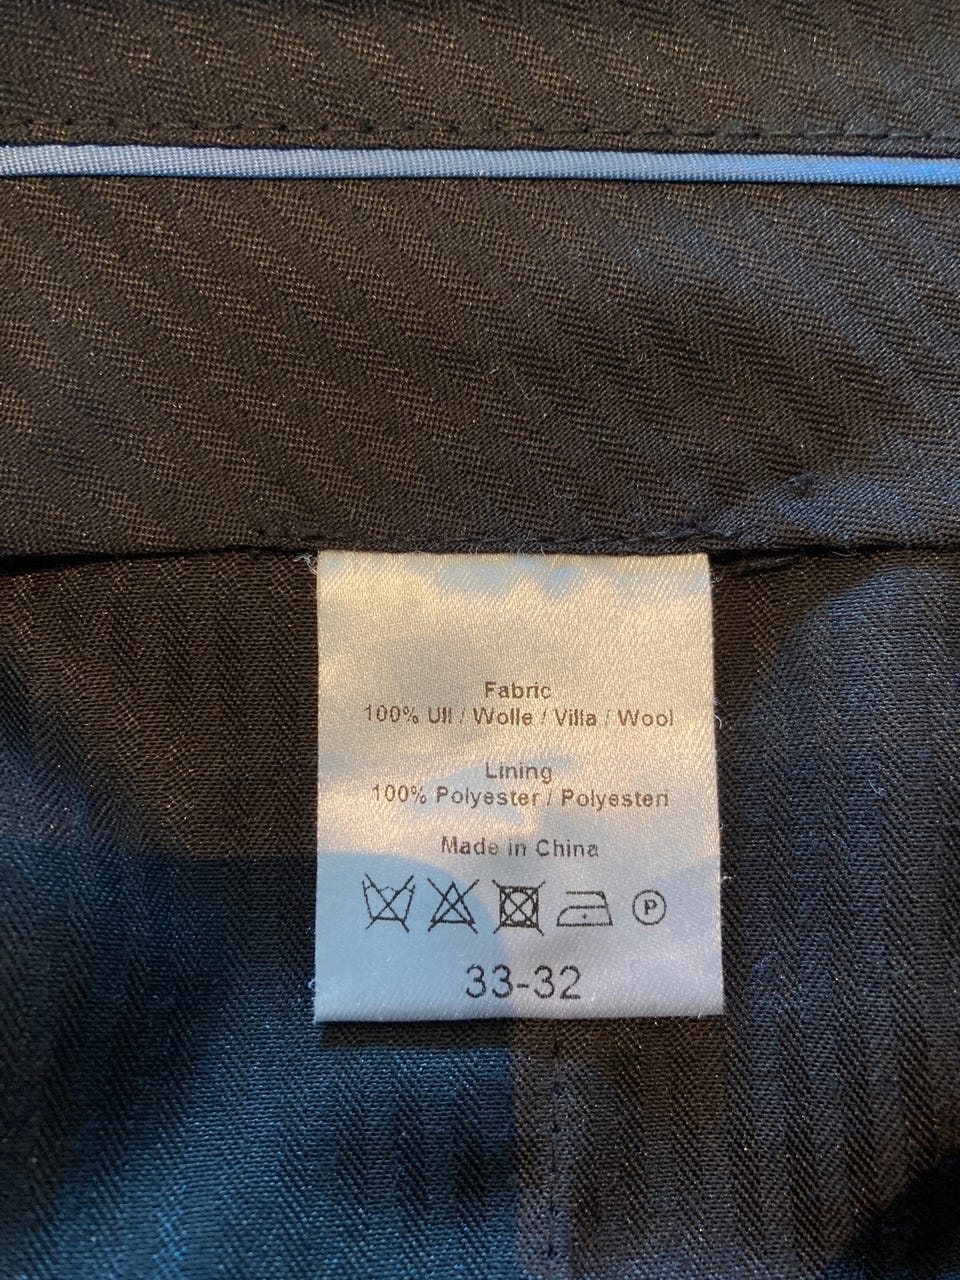 Fabric
100% Ull / Wolle / Villa / Wool
Lining
100% Polyester / Polyesteri
Made in China
P
33-32